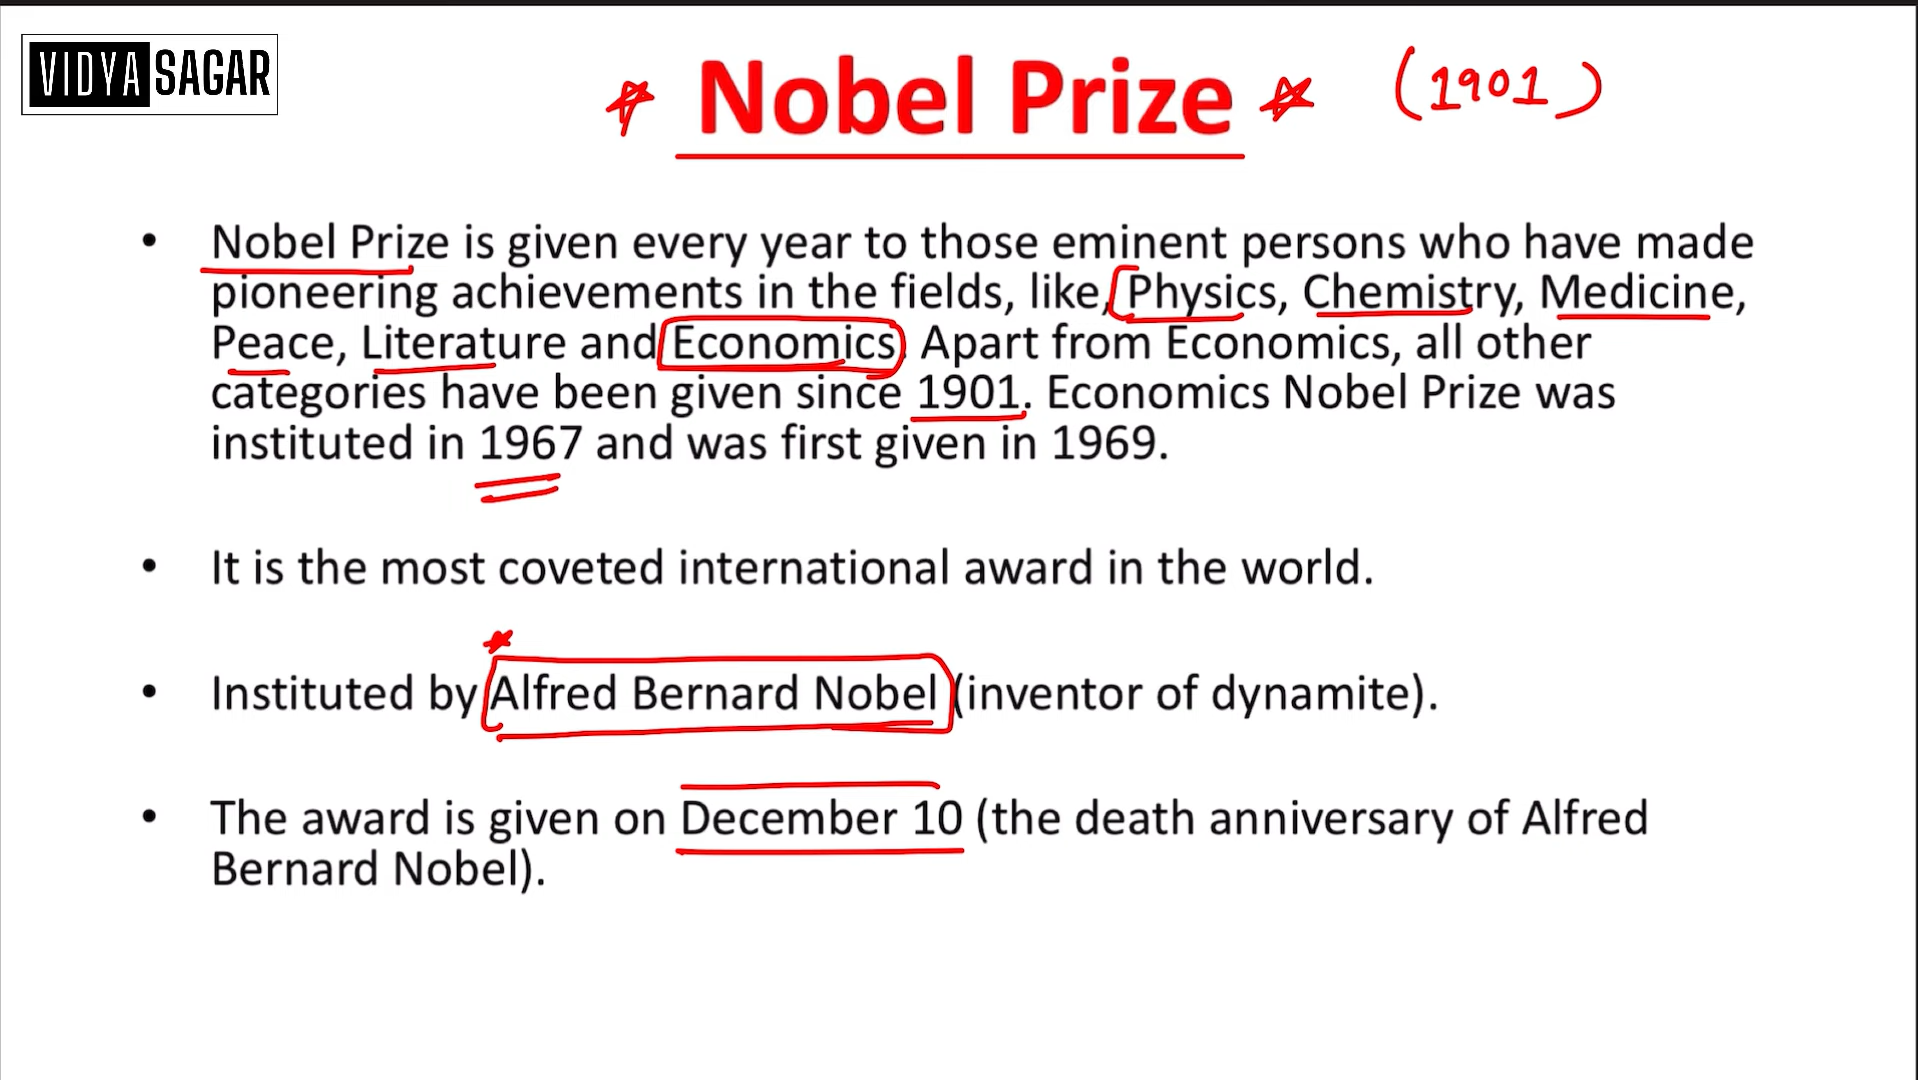 VIDYA SAGAR
Nobel Prize (1901)
• Nobel Prize is given every year to those eminent persons who have made
pioneering achievements in the fields, like, Physics, Chemistry, Medicine,
Peace, Literature and Economics. Apart from Economics, all other
categories have been given since 1901. Economics Nobel Prize was
instituted in 1967 and was first given in 1969.
• It is the most coveted international award in the world.
• Instituted by Alfred Bernard Nobel (inventor of dynamite).
• The award is given on December 10 (the death anniversary of Alfred
Bernard Nobel).